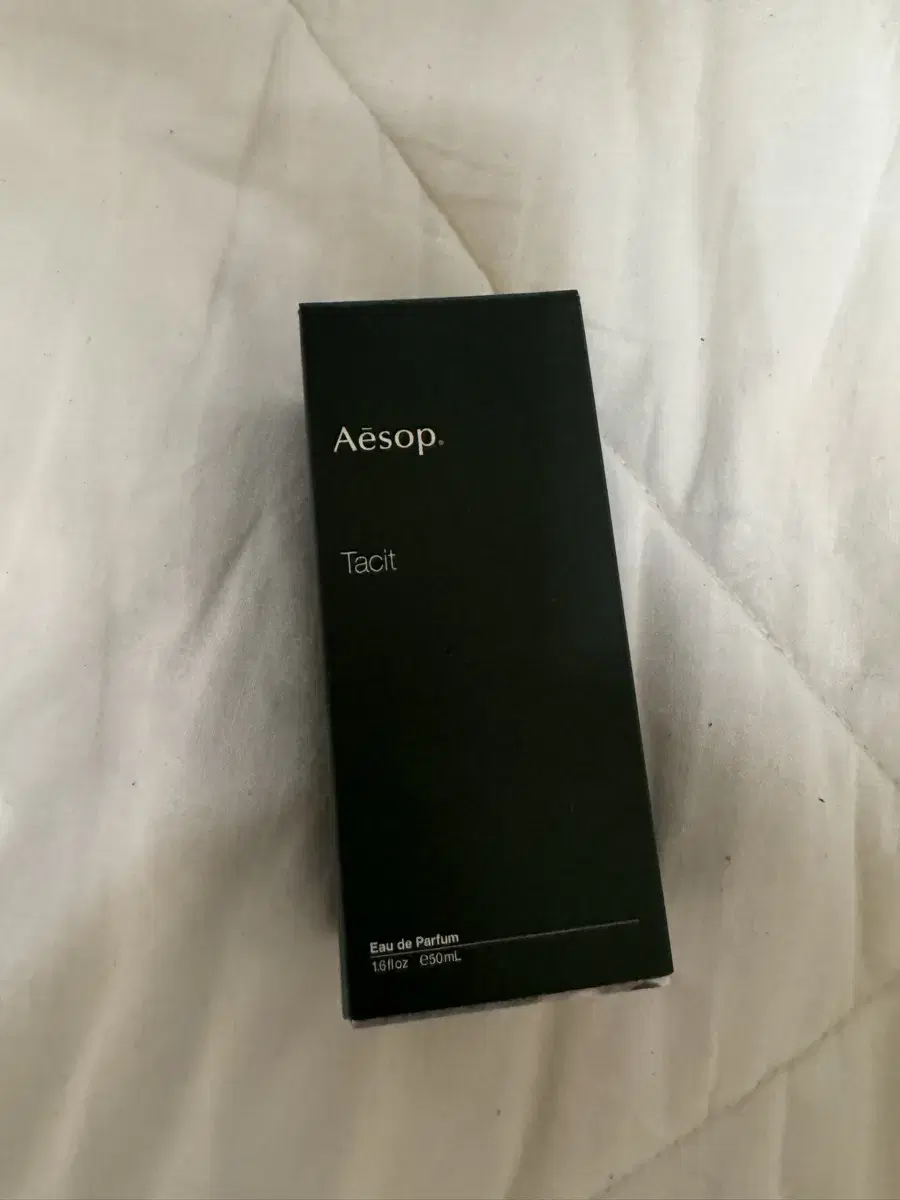 Aēsop.
Tacit
Eau de Parfum
1.6 fl oz ℮50mL